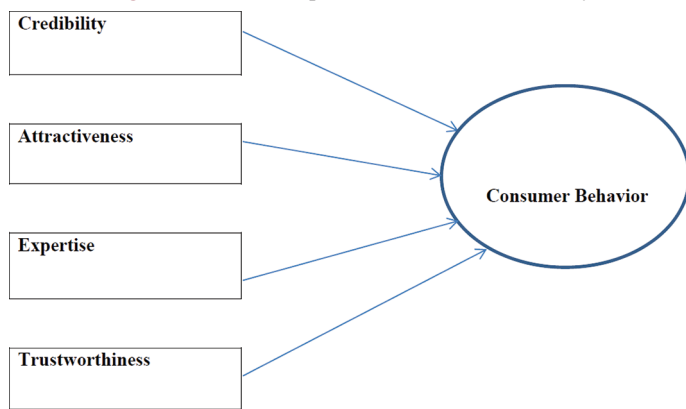 Credibility
Attractiveness
Consumer Behavior
Expertise
Trustworthiness